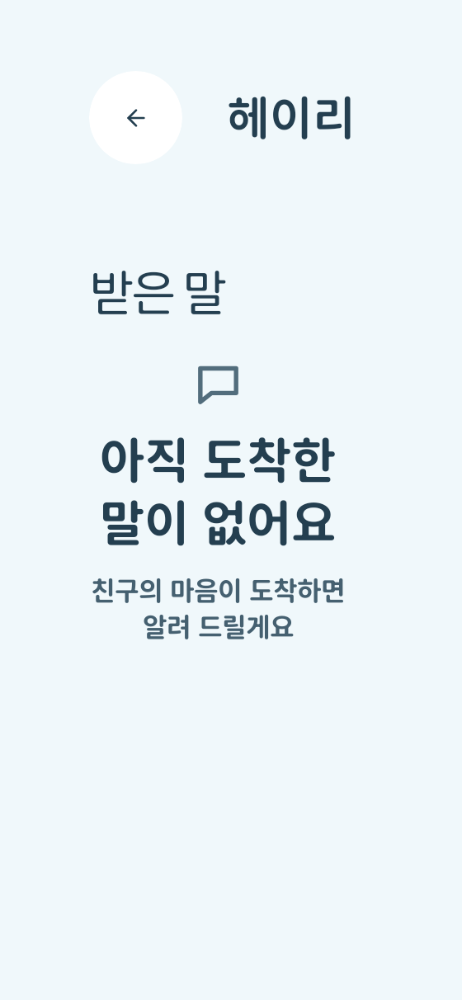 헤이리
받은 말
아직 도착한
말이 없어요
친구의 마음이 도착하면
알려 드릴게요